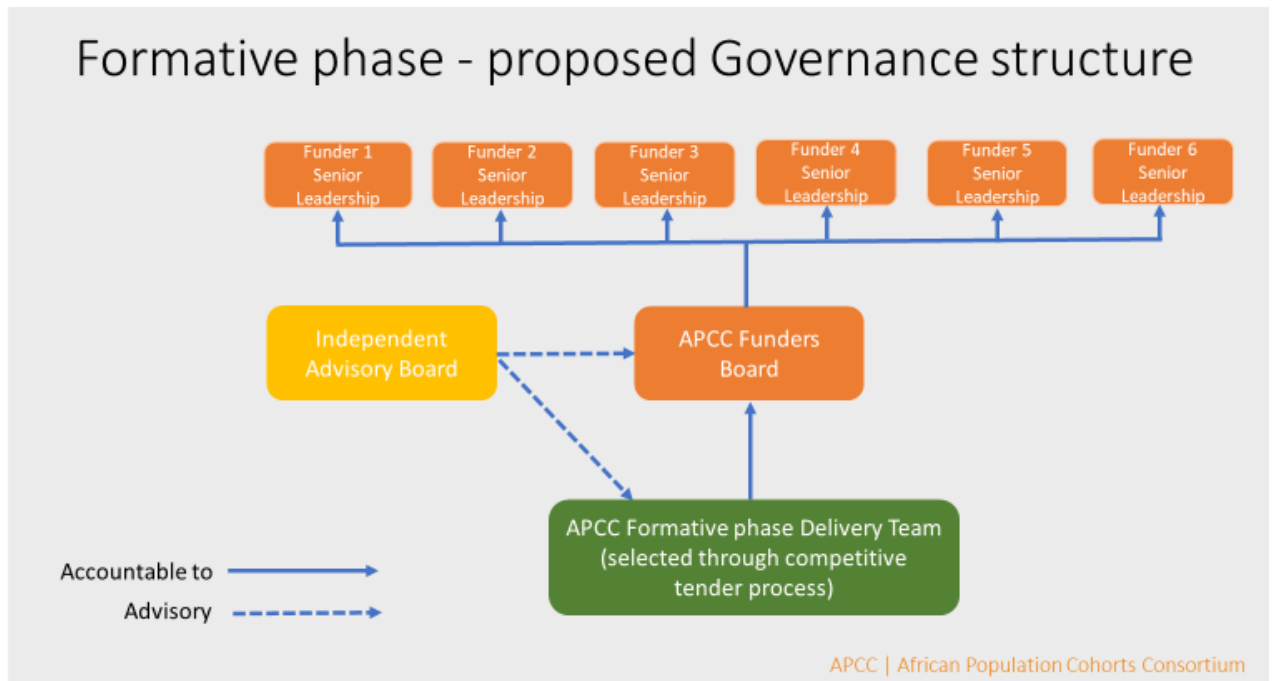 Formative phase - proposed Governance structure
Funder 1
Senior
Leadership
Funder 2
Senior
Leadership
Funder 3
Senior
Leadership
Funder 4
Senior
Leadership
Funder 5
Senior
Leadership
Funder 6
Senior
Leadership
Independent
Advisory Board
APCC Funders
Board
APCC Formative phase Delivery Team
(selected through competitive
tender process)
Accountable to
Advisory
APCC | African Population Cohorts Consortium